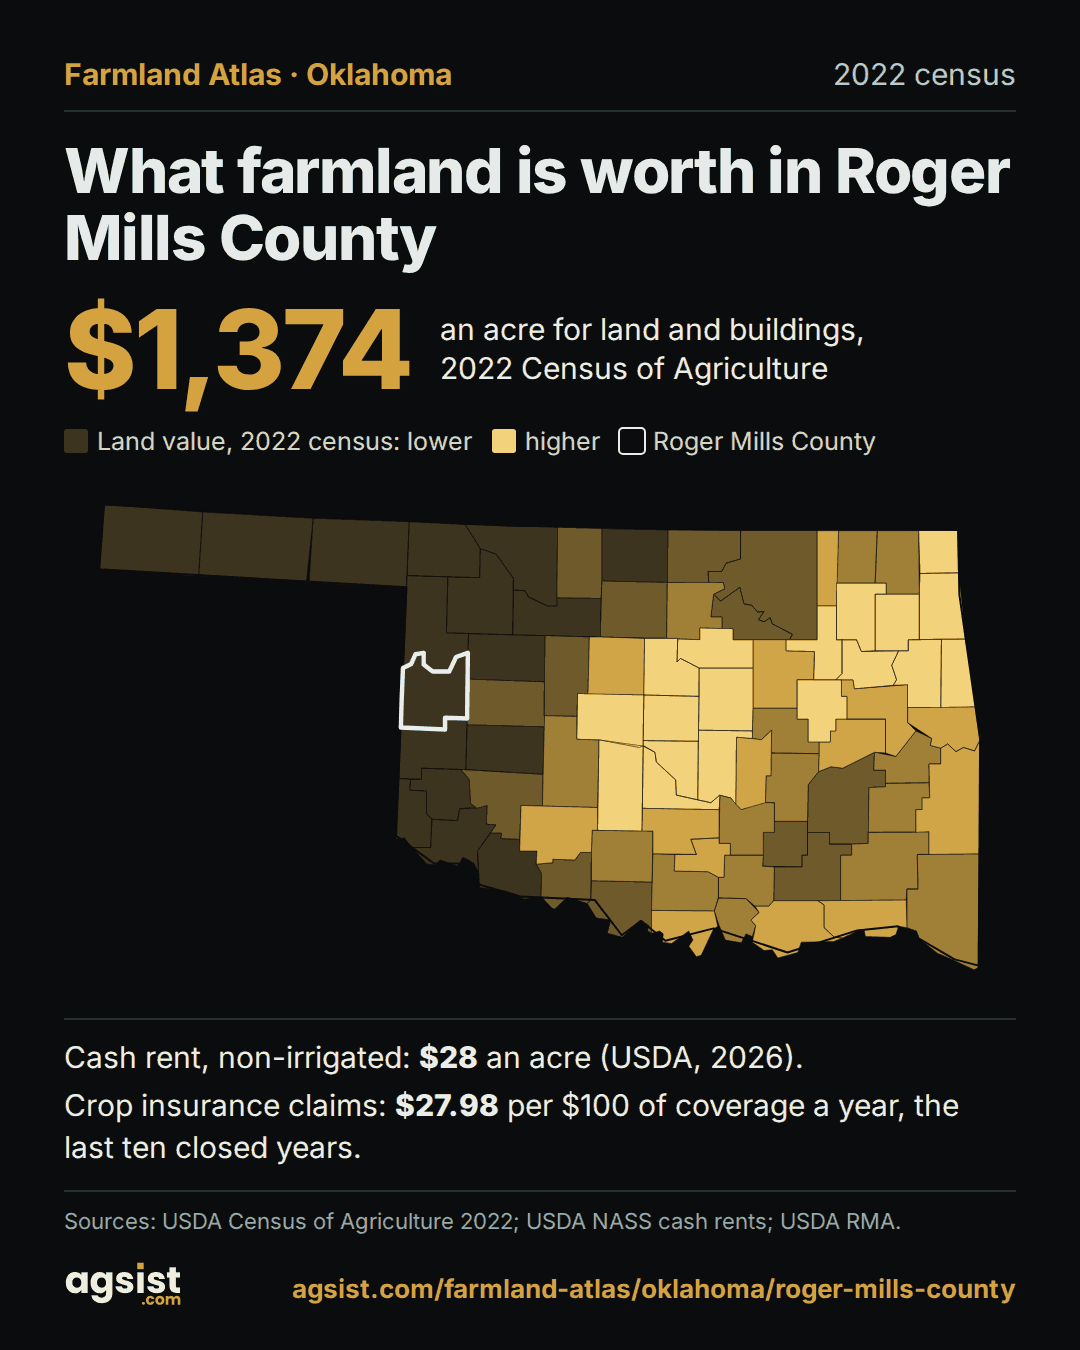 Farmland Atlas · Oklahoma
2022 census
What farmland is worth in Roger
Mills County
$1,374
an acre for land and buildings,
2022 Census of Agriculture
Land value, 2022 census: lower
higher
Roger Mills County
Cash rent, non-irrigated: $28 an acre (USDA, 2026).
Crop insurance claims: $27.98 per $100 of coverage a year, the
last ten closed years.
Sources: USDA Census of Agriculture 2022; USDA NASS cash rents; USDA RMA.
agsist
.com
agsist.com/farmland-atlas/oklahoma/roger-mills-county